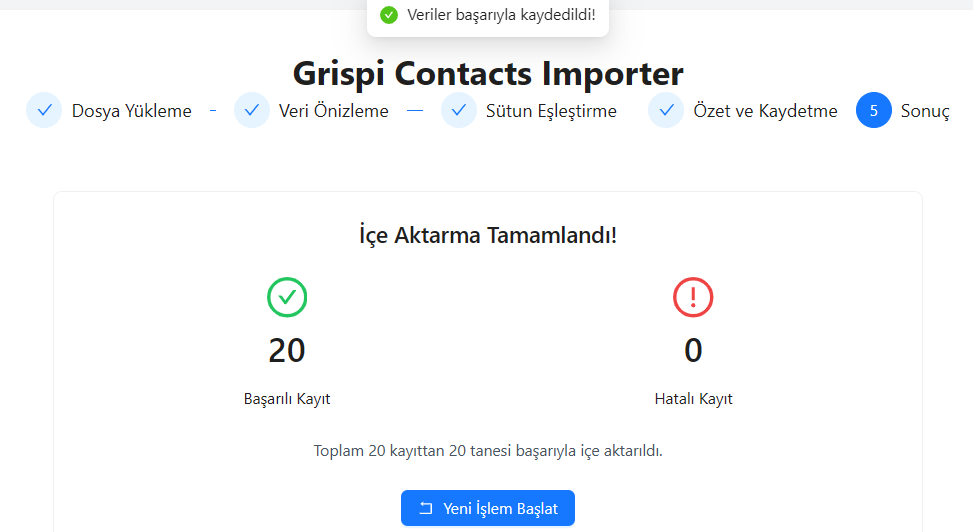 Veriler başarıyla kaydedildi!
Grispi Contacts Importer
Dosya Yükleme - Veri Önizleme — Sütun Eşleştirme Özet ve Kaydetme 5 Sonuç
İçe Aktarma Tamamlandı!
20 0
Başarılı Kayıt Hatalı Kayıt
Toplam 20 kayıttan 20 tanesi başarıyla içe aktarıldı.
Yeni İşlem Başlat